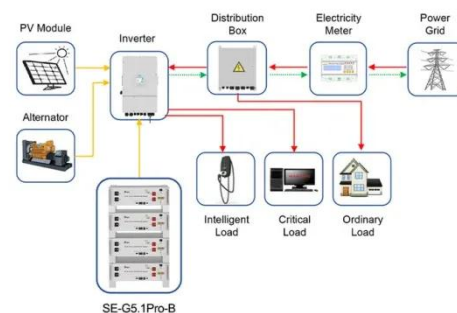 PV Module
Inverter
Distribution
Box
Electricity
Meter
Power
Grid
Alternator
Intelligent
Load
Critical
Load
Ordinary
Load
SE-G5.1Pro-B